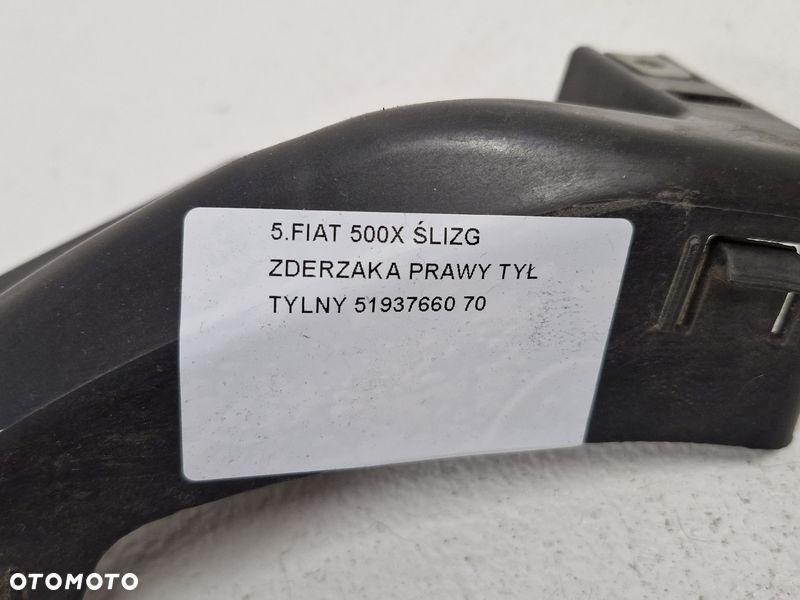 5.FIAT 500X ŚLIZG
ZDERZAKA PRAWY TYŁ
TYLNY 51937660 70
OTOMOTO